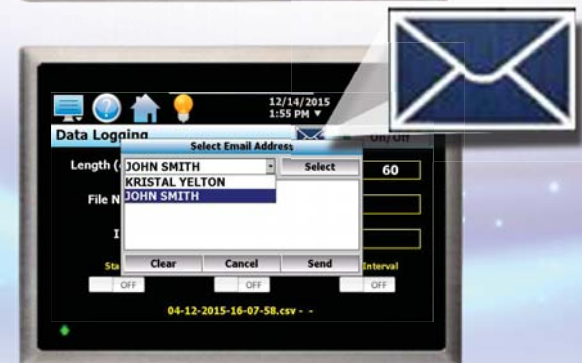 12/14/2015
1:55 PM ▼
Data Logging
On/Off
Select Email Address
Length (
JOHN SMITH
Select
60
KRISTAL YELTON
JOHN SMITH
File N
I
Clear
Cancel
Send
Sta
Interval
OFF
OFF
OFF
04-12-2015-16-07-58.csv - -